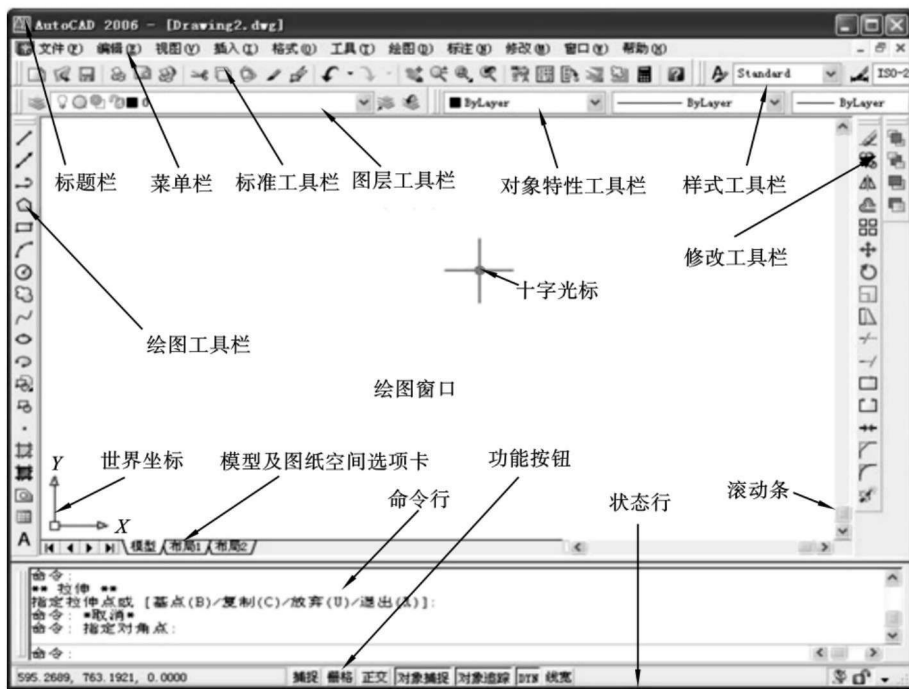 AutoCAD 2006 - [Drawing2.dwg]
文件(F) 编辑(E) 视图(V) 插入(I) 格式(O) 工具(T) 绘图(D) 标注(N) 修改(M) 窗口(W) 帮助(H)
Standard ISO-2
0 ByLayer ByLayer ByLayer
标题栏 菜单栏 标准工具栏 图层工具栏 对象特性工具栏 样式工具栏
修改工具栏
十字光标
绘图工具栏
绘图窗口
Y 世界坐标 模型及图纸空间选项卡 功能按钮
命令行 状态行 滚动条
X
A 模型 布局1 布局2
命令:
** 拉伸 **
指定拉伸点或 [基点(B)/复制(C)/放弃(U)/退出(X)]:
命令: *取消*
命令: 指定对角点:
命令:
595.2689, 763.1921, 0.0000 捕捉 栅格 正交 对象捕捉 对象追踪 DYN 线宽